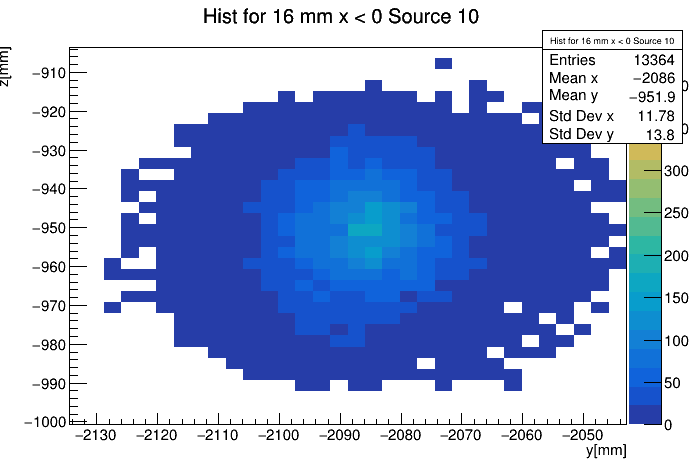 Hist for 16 mm x < 0 Source 10
z[mm]
Hist for 16 mm x < 0 Source 10
Entries 13364
Mean x −2086
Mean y −951.9
Std Dev x 11.78
Std Dev y 13.8
−910
−920
−930
−940
−950
−960
−970
−980
−990
−1000
300
250
200
150
100
50
0
−2130 −2120 −2110 −2100 −2090 −2080 −2070 −2060 −2050
y[mm]